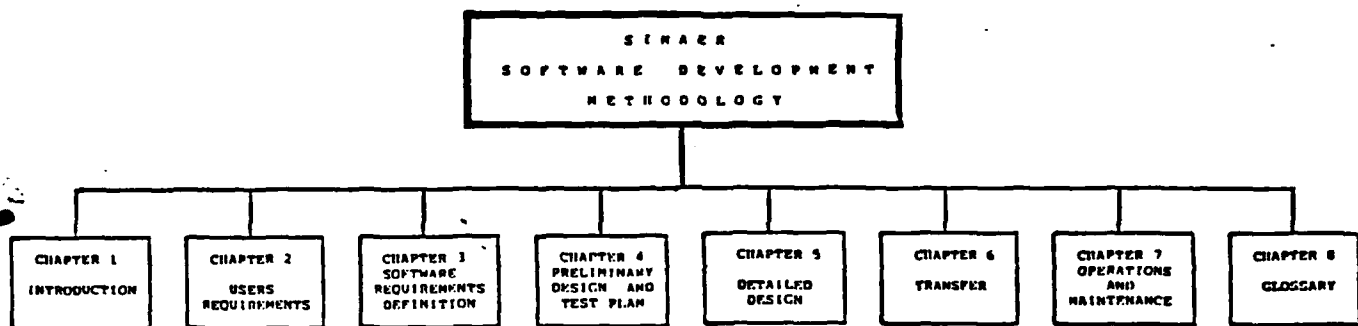 SIMAER
SOFTWARE DEVELOPMENT
METHODOLOGY
CHAPTER 1
INTRODUCTION
CHAPTER 2
USERS
REQUIREMENTS
CHAPTER 3
SOFTWARE
REQUIREMENTS
DEFINITION
CHAPTER 4
PRELIMINARY
DESIGN AND
TEST PLAN
CHAPTER 5
DETAILED
DESIGN
CHAPTER 6
TRANSFER
CHAPTER 7
OPERATIONS
AND
MAINTENANCE
CHAPTER 8
GLOSSARY